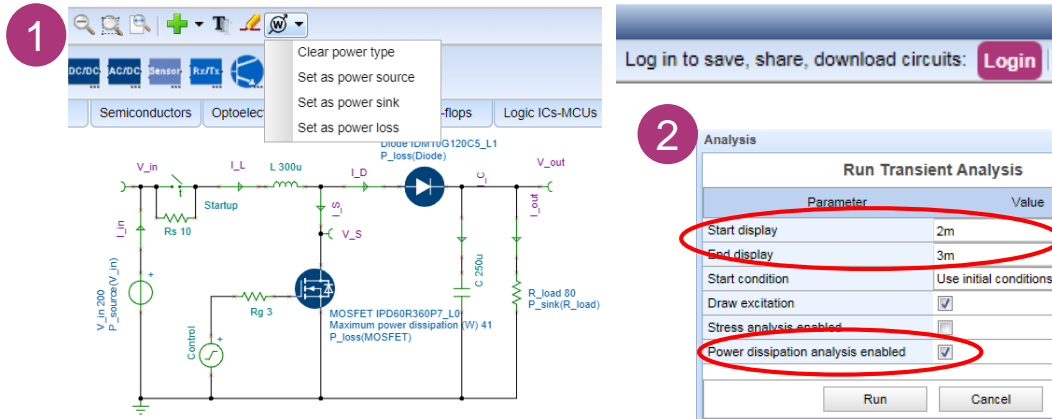 1
T
W
Clear power type
Set as power source
Set as power sink
Set as power loss
DC/DC
AC/DC
Sensor
Rx/Tx
Semiconductors
Logic ICs-MCUs
Diode IDM10G120C5_L1
P_loss(Diode)
V_in
I_L
L 300u
I_D
I_C
V_out
Startup
Rs 10
I_in
I_S
V_S
I_out
V_in 200
P_source(V_in)
Rg 3
MOSFET IPD60R360P7_L0
Maximum power dissipation (W) 41
P_loss(MOSFET)
C 250u
R_load 80
P_sink(R_load)
Control
Log in to save, share, download circuits: Login
2
Analysis
Run Transient Analysis
Parameter Value
Start display 2m
End display 3m
Start condition Use initial conditions
Draw excitation
Stress analysis enabled
Power dissipation analysis enabled
Run Cancel